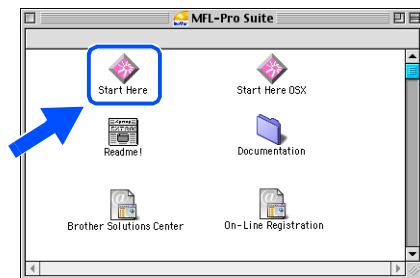 MFL-Pro Suite
Start Here
Start Here OSX
Readme!
Documentation
Brother Solutions Center
On-Line Registration